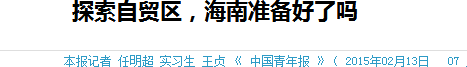 探索自贸区，海南准备好了吗
本报记者 任明超 实习生 王贞 《 中国青年报 》（ 2015年02月13日 07